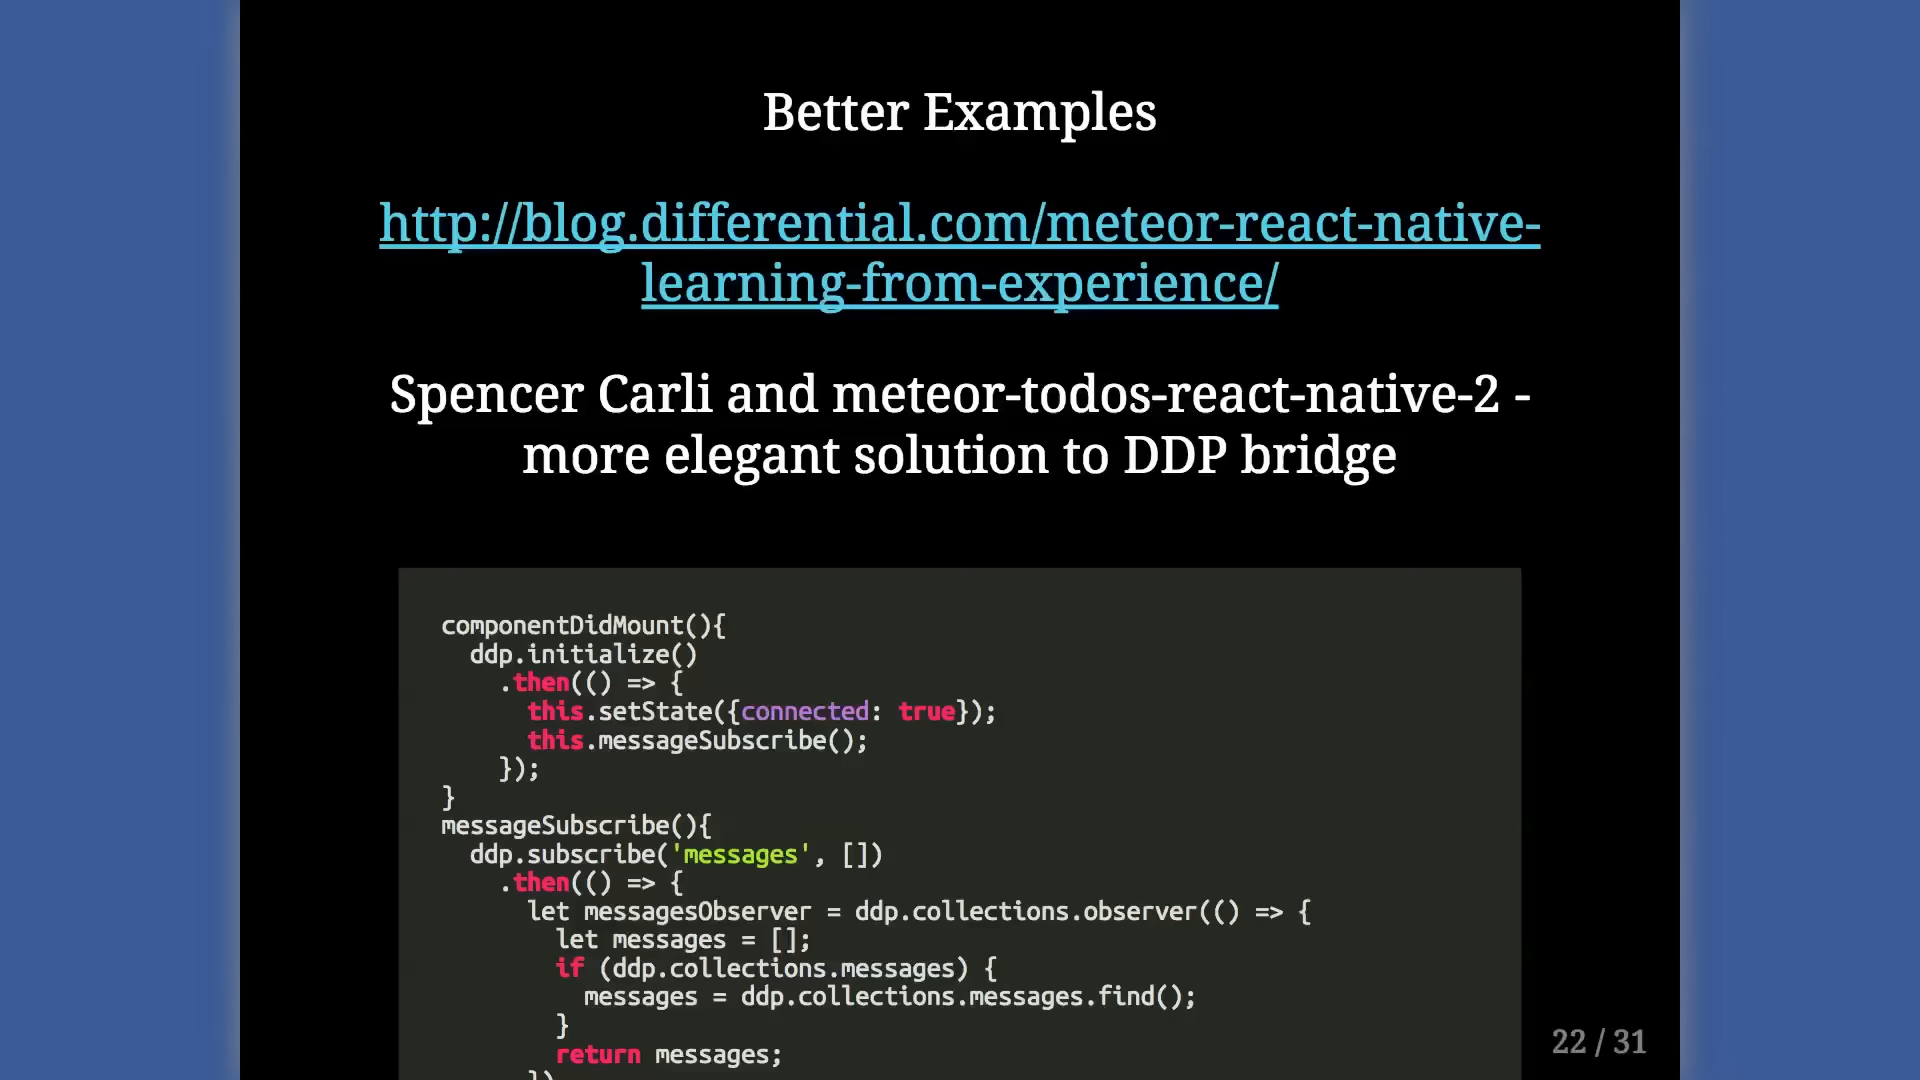 Better Examples
http://blog.differential.com/meteor-react-native-
learning-from-experience/
Spencer Carli and meteor-todos-react-native-2 -
more elegant solution to DDP bridge
componentDidMount(){
  ddp.initialize()
    .then(() => {
      this.setState({connected: true});
      this.messageSubscribe();
    });
}
messageSubscribe(){
  ddp.subscribe('messages', [])
    .then(() => {
      let messagesObserver = ddp.collections.observer(() => {
        let messages = [];
        if (ddp.collections.messages) {
          messages = ddp.collections.messages.find();
        }
        return messages;
22 / 31